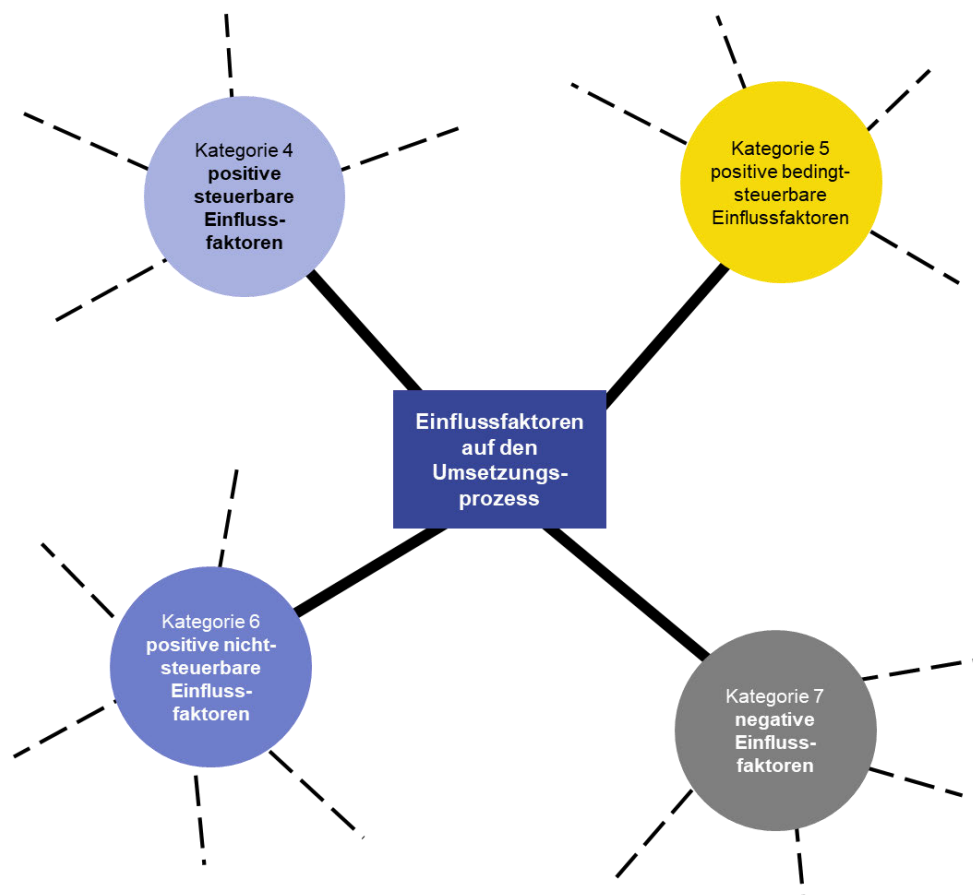 Kategorie 4
positive
steuerbare
Einfluss-
faktoren
Kategorie 5
positive bedingt-
steuerbare
Einflussfaktoren
Einflussfaktoren
auf den
Umsetzungs-
prozess
Kategorie 6
positive nicht-
steuerbare
Einfluss-
faktoren
Kategorie 7
negative
Einfluss-
faktoren